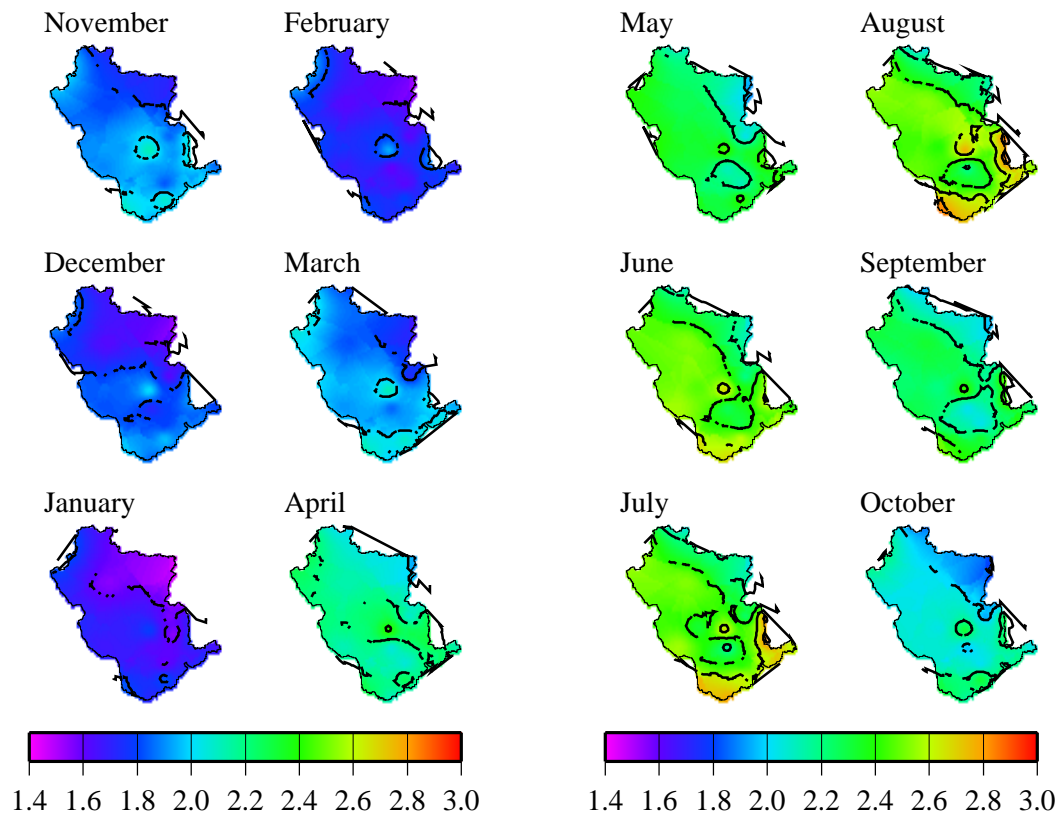 November February May August
December March June September
January April July October
1.4 1.6 1.8 2.0 2.2 2.4 2.6 2.8 3.0 1.4 1.6 1.8 2.0 2.2 2.4 2.6 2.8 3.0